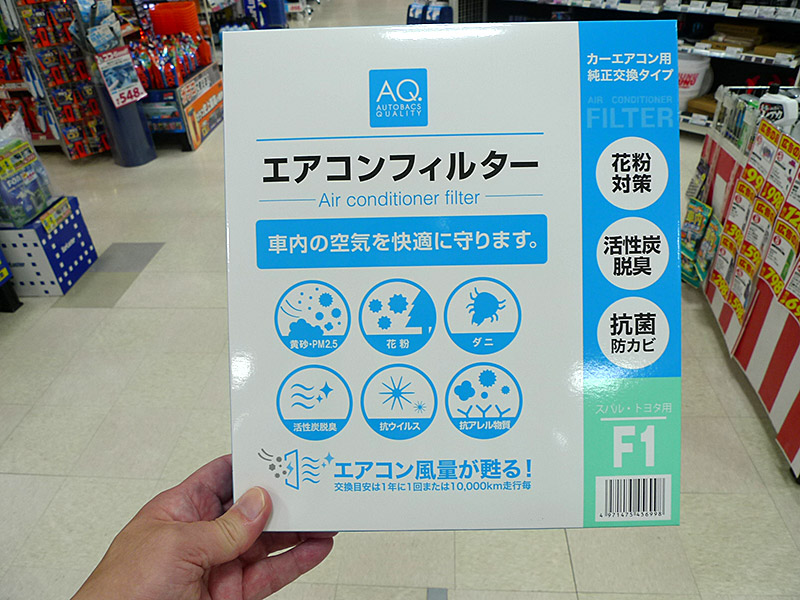 AQ.
AUTOBACS
QUALITY
エアコンフィルター
Air conditioner filter
車内の空気を快適に守ります。
黄砂・PM2.5
花粉
ダニ
活性炭脱臭
抗ウイルス
抗アレル物質
エアコン風量が甦る!
交換目安は1年に1回または10,000km走行毎
カーエアコン用
純正交換タイプ
AIR CONDITIONER
FILTER
花粉
対策
活性炭
脱臭
抗菌
防カビ
スバル・トヨタ用
F1
4 971475 456998
548